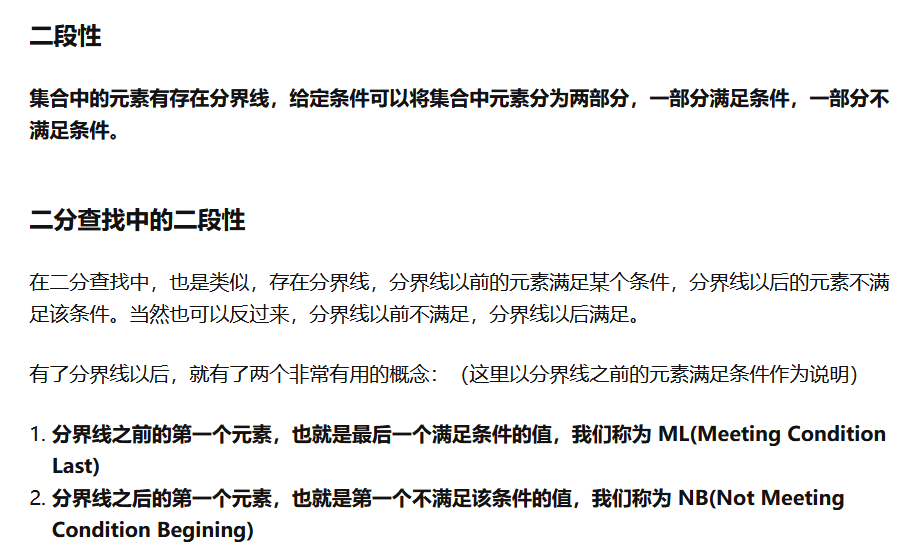 二段性
集合中的元素有存在分界线，给定条件可以将集合中元素分为两部分，一部分满足条件，一部分不
满足条件。
二分查找中的二段性
在二分查找中，也是类似，存在分界线，分界线以前的元素满足某个条件，分界线以后的元素不满
足该条件。当然也可以反过来，分界线以前不满足，分界线以后满足。
有了分界线以后，就有了两个非常有用的概念：（这里以分界线之前的元素满足条件作为说明）
1. 分界线之前的第一个元素，也就是最后一个满足条件的值，我们称为 ML(Meeting Condition
Last)
2. 分界线之后的第一个元素，也就是第一个不满足该条件的值，我们称为 NB(Not Meeting
Condition Begining)